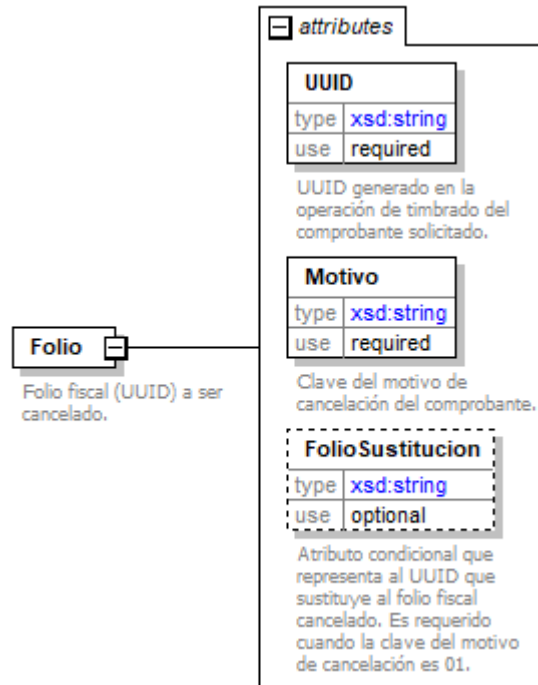 attributes
UUID
type xsd:string
use required
UUID generado en la
operación de timbrado del
comprobante solicitado.
Motivo
type xsd:string
use required
Clave del motivo de
cancelación del comprobante.
Folio
Folio fiscal (UUID) a ser
cancelado.
FolioSustitucion
type xsd:string
use optional
Atributo condicional que
representa al UUID que
sustituye al folio fiscal
cancelado. Es requerido
cuando la clave del motivo
de cancelación es 01.